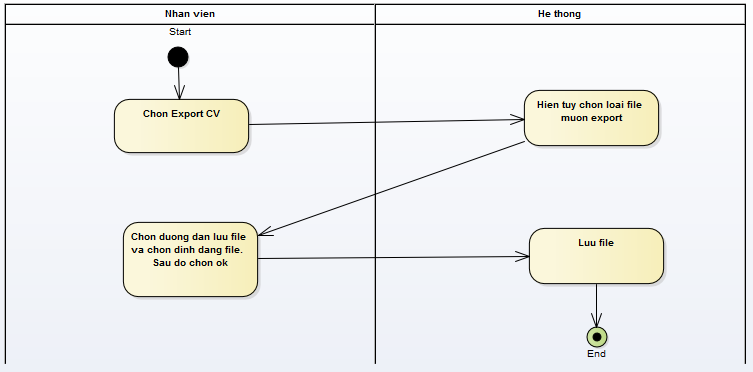 Nhan vien
He thong
Start
Chon Export CV
Hien tuy chon loai file
muon export
Chon duong dan luu file
va chon dinh dang file.
Sau do chon ok
Luu file
End